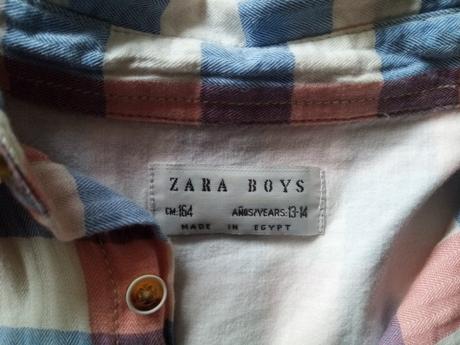 ZARA BOYS
CM:164 AÑOS/YEARS:13-14
MADE IN EGYPT